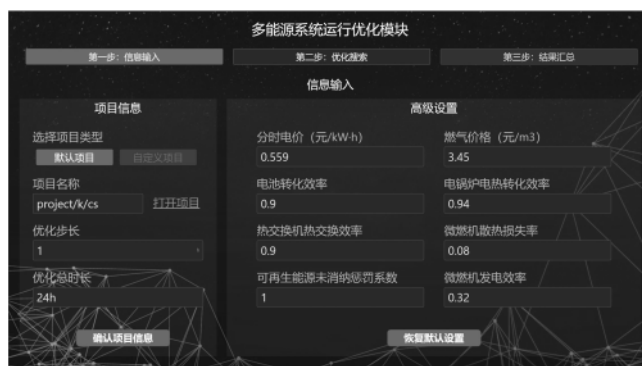 多能源系统运行优化模块
第一步：信息输入
第二步：优化搜索
第三步：结果汇总
信息输入
项目信息
选择项目类型
默认项目
自定义项目
项目名称
project/k/cs
打开项目
优化步长
1
优化总时长
24h
确认项目信息
高级设置
分时电价（元/kW·h）
燃气价格（元/m3）
0.559
3.45
电池转化效率
电锅炉电热转化效率
0.9
0.94
热交换机热交换效率
微燃机散热损失率
0.9
0.08
可再生能源未消纳惩罚系数
微燃机发电效率
1
0.32
恢复默认设置